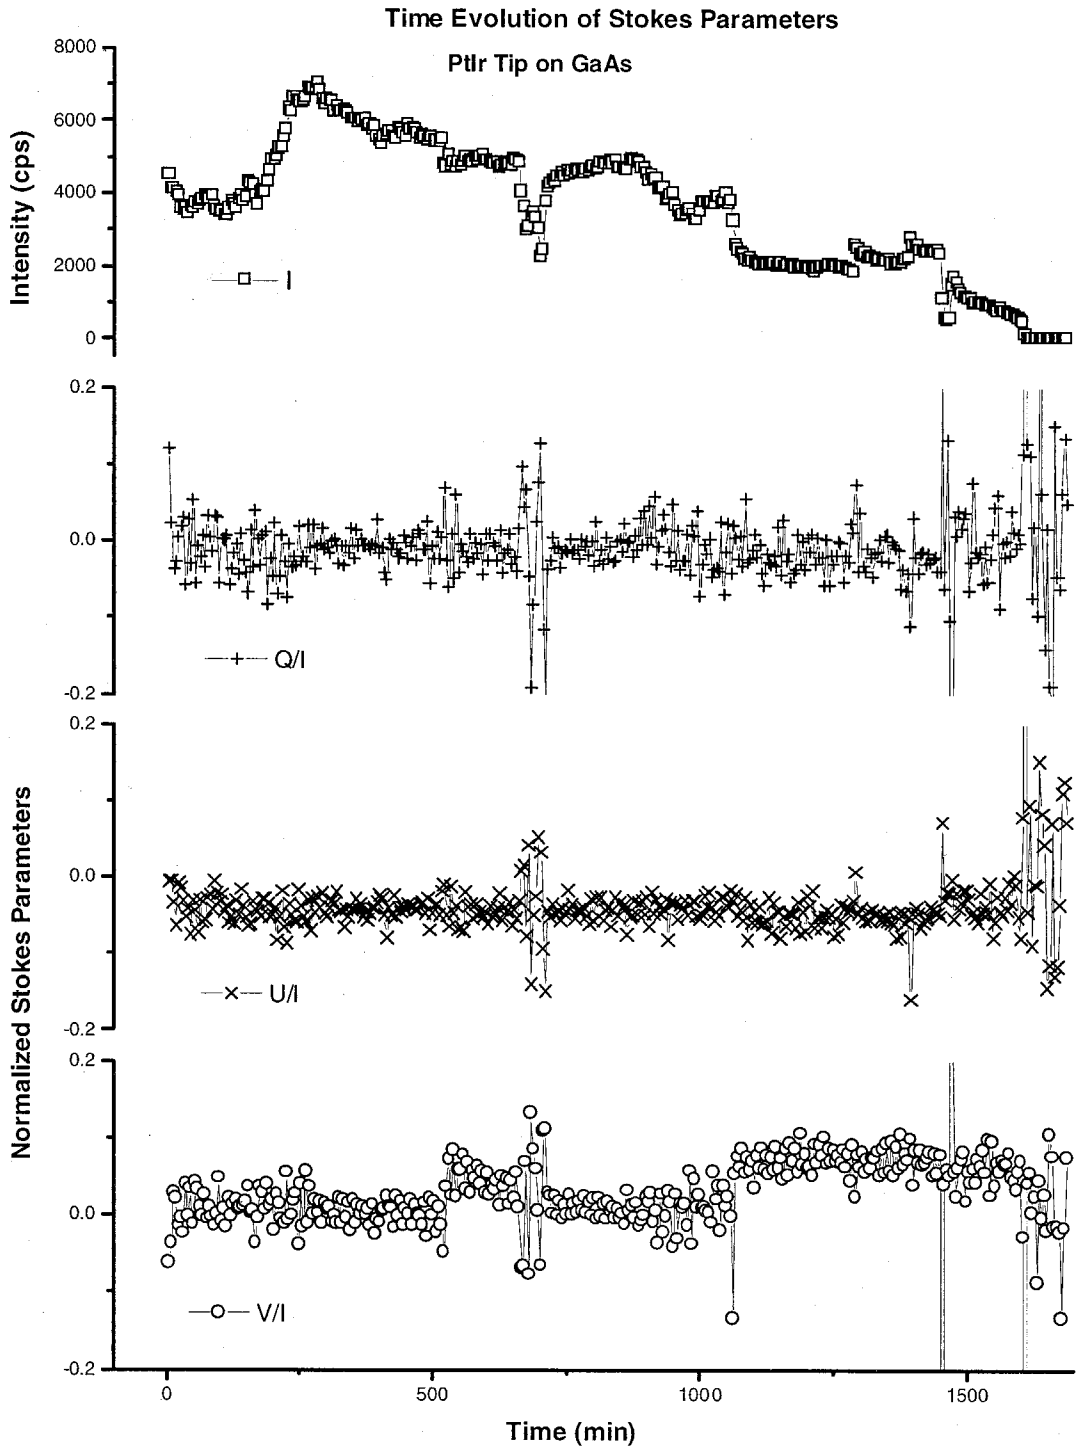 Time Evolution of Stokes Parameters
PtIr Tip on GaAs
Intensity (cps)
8000
6000
4000
2000
0
I
0.2
0.0
-0.2
Q/I
Normalized Stokes Parameters
0.2
0.0
-0.2
U/I
0.2
0.0
-0.2
V/I
0
500
1000
1500
Time (min)